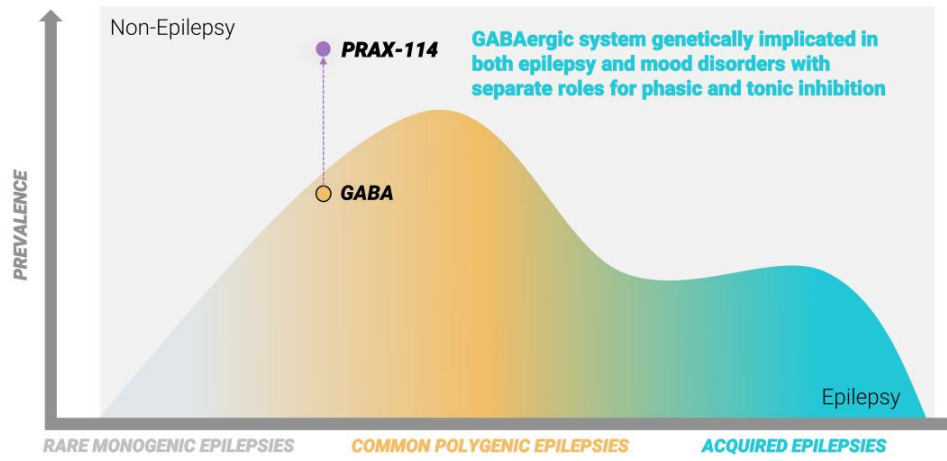 Non-Epilepsy
PRAX-114
GABAergic system genetically implicated in
both epilepsy and mood disorders with
separate roles for phasic and tonic inhibition
GABA
PREVALENCE
Epilepsy
RARE MONOGENIC EPILEPSIES
COMMON POLYGENIC EPILEPSIES
ACQUIRED EPILEPSIES